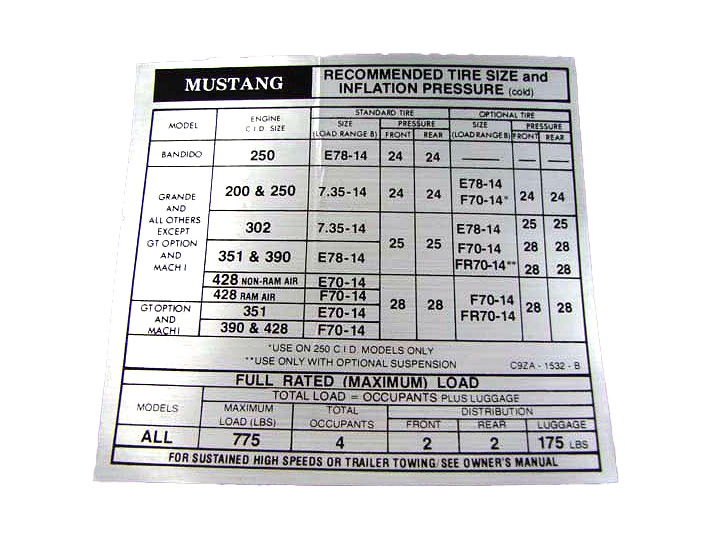 MUSTANG RECOMMENDED TIRE SIZE and
INFLATION PRESSURE (cold)
MODEL ENGINE C.I.D. SIZE STANDARD TIRE OPTIONAL TIRE
SIZE (LOAD RANGE B) PRESSURE SIZE (LOAD RANGE B) PRESSURE
FRONT REAR FRONT REAR
BANDIDO 250 E78-14 24 24 — — —
GRANDE AND ALL OTHERS EXCEPT GT OPTION AND MACH I
200 & 250 7.35-14 24 24 E78-14 F70-14* 24 24
302 7.35-14 25 25 E78-14 25 25
351 & 390 E78-14 F70-14 28 28
FR70-14** 28 28
428 NON-RAM AIR E70-14 28 28 F70-14 FR70-14 28 28
428 RAM AIR F70-14
GT OPTION AND MACH I
351 E70-14
390 & 428 F70-14
*USE ON 250 C.I.D. MODELS ONLY
**USE ONLY WITH OPTIONAL SUSPENSION C9ZA - 1532 - B
FULL RATED (MAXIMUM) LOAD
TOTAL LOAD = OCCUPANTS PLUS LUGGAGE
MODELS MAXIMUM LOAD (LBS) TOTAL OCCUPANTS DISTRIBUTION
FRONT REAR LUGGAGE
ALL 775 4 2 2 175 LBS
FOR SUSTAINED HIGH SPEEDS OR TRAILER TOWING SEE OWNER'S MANUAL